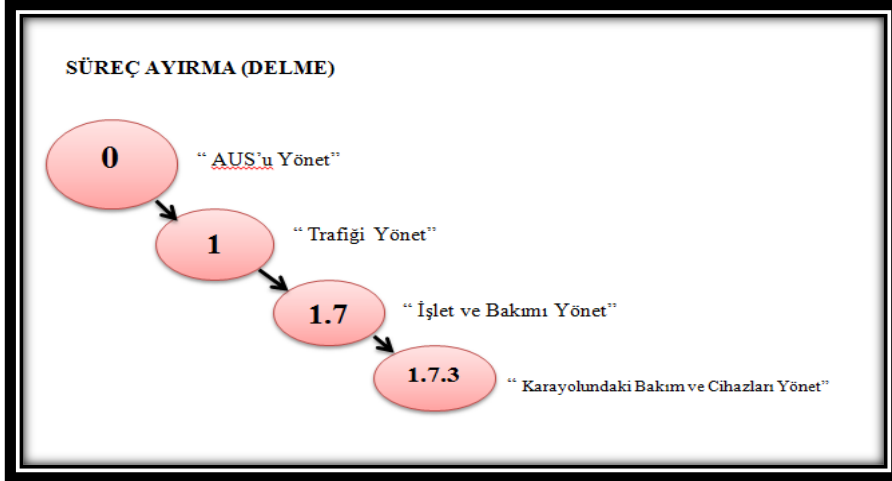 SÜREÇ AYIRMA (DELME)
0
“ AUS’u Yönet”
1
“ Trafiği Yönet”
1.7
“ İşlet ve Bakımı Yönet”
1.7.3
“ Karayolundaki Bakım ve Cihazları Yönet”